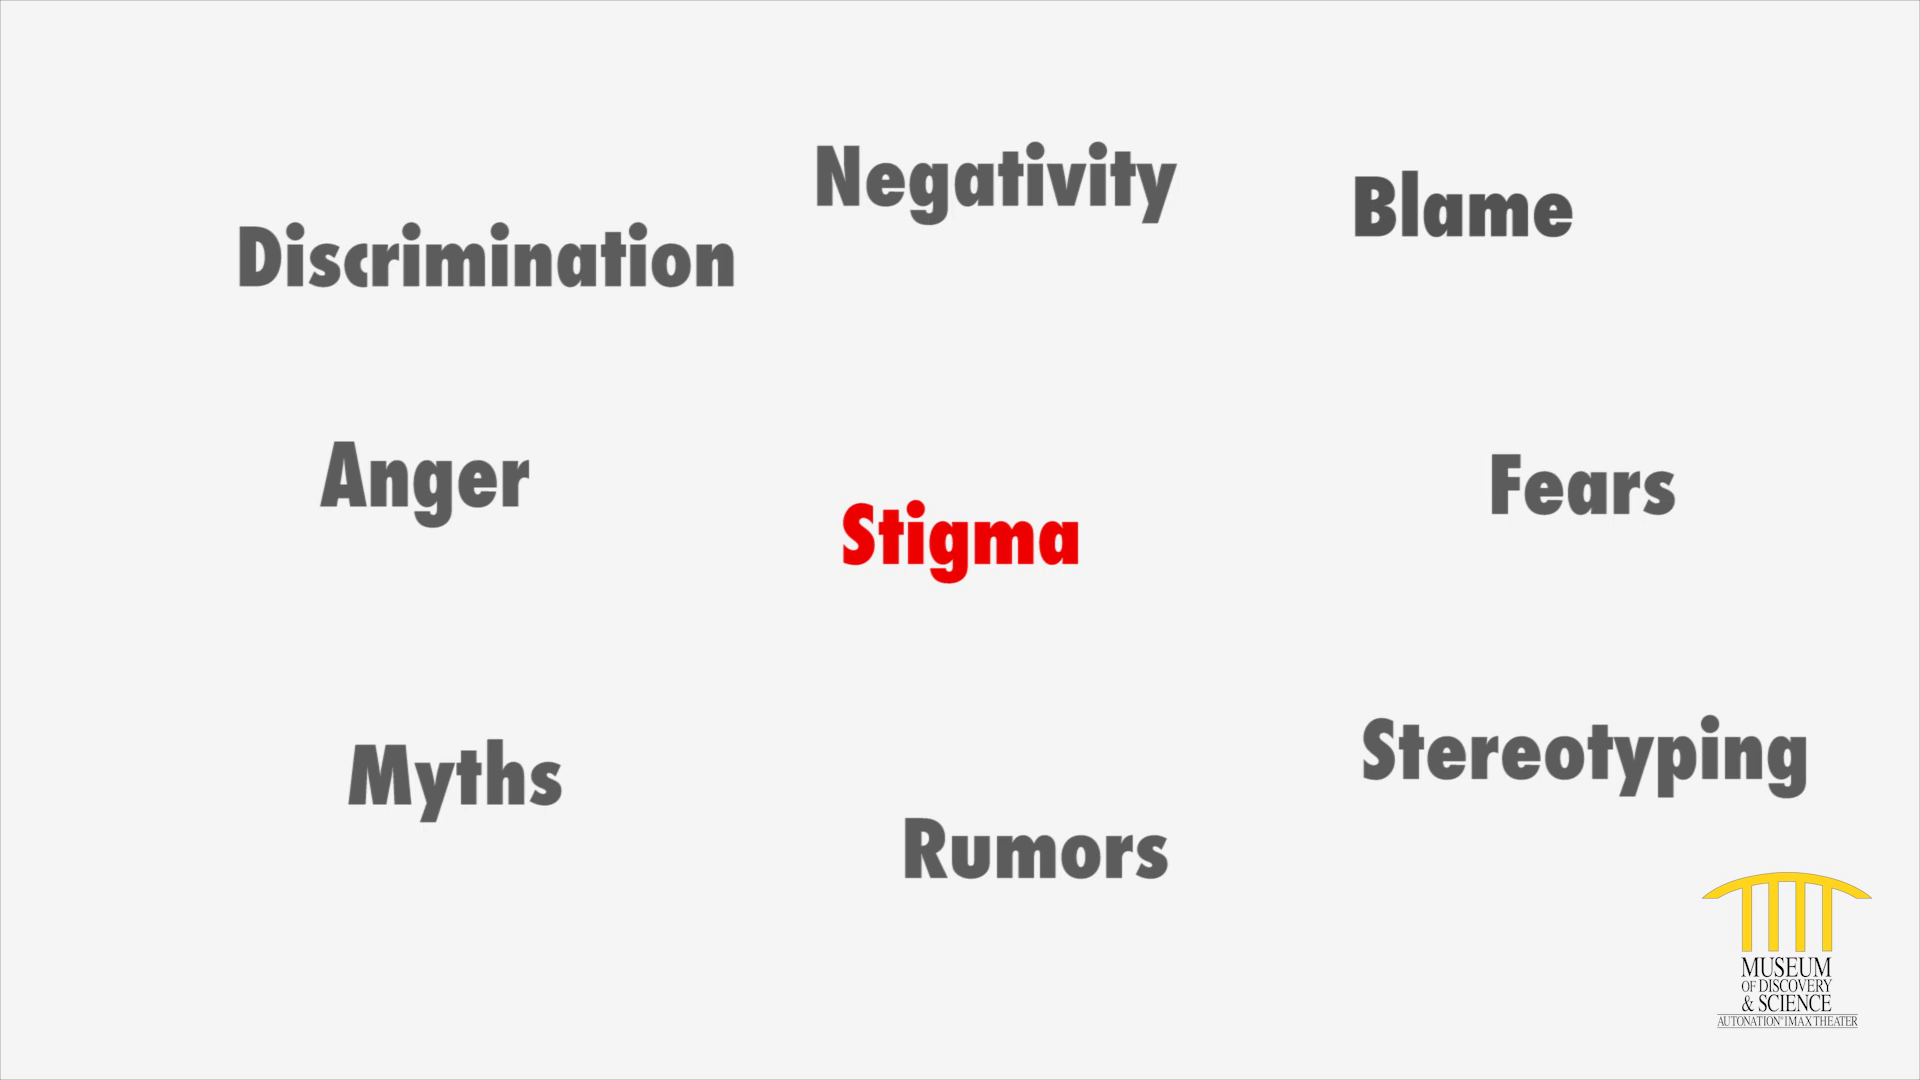 Negativity
Blame
Discrimination
Anger
Fears
Stigma
Stereotyping
Myths
Rumors
MUSEUM
OF DISCOVERY
& SCIENCE
AUTONATION® IMAX THEATER